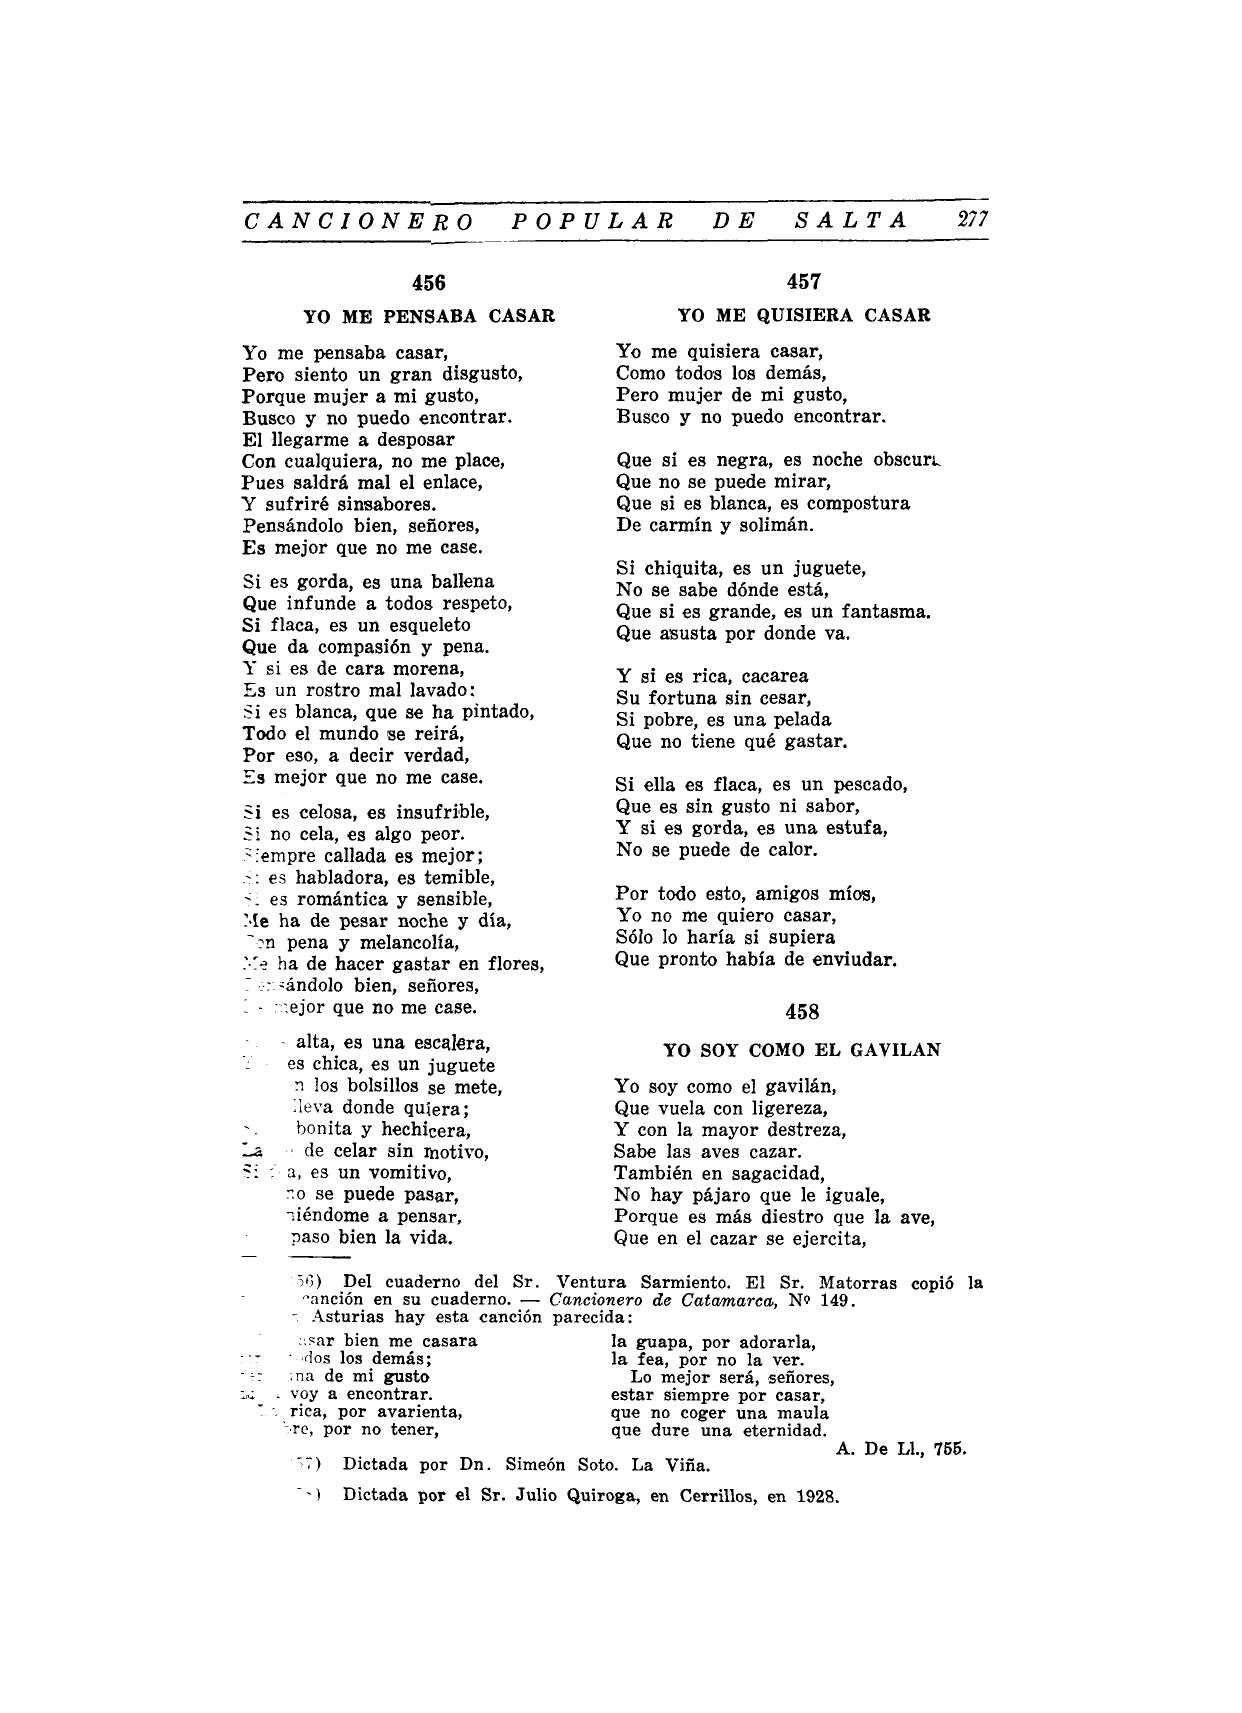 CANCIONERO POPULAR DE SALTA 277
456
YO ME PENSABA CASAR
Yo me pensaba casar,
Pero siento un gran disgusto,
Porque mujer a mi gusto,
Busco y no puedo encontrar.
El llegarme a desposar
Con cualquiera, no me place,
Pues saldrá mal el enlace,
Y sufriré sinsabores.
Pensándolo bien, señores,
Es mejor que no me case.
Si es gorda, es una ballena
Que infunde a todos respeto,
Si flaca, es un esqueleto
Que da compasión y pena.
Y si es de cara morena,
Es un rostro mal lavado:
Si es blanca, que se ha pintado,
Todo el mundo se reirá,
Por eso, a decir verdad,
Es mejor que no me case.
Si es celosa, es insufrible,
Si no cela, es algo peor.
Siempre callada es mejor;
es habladora, es temible,
es romántica y sensible,
Me ha de pesar noche y día,
pena y melancolía,
Me ha de hacer gastar en flores,
bien, señores,
que no me case.
alta, es una escalera,
es chica, es un juguete
los bolsillos se mete,
lleva donde quiera;
bonita y hechicera,
La de celar sin motivo,
Si es un vomitivo,
no se puede pasar,
a pensar,
paso bien la vida.
457
YO ME QUISIERA CASAR
Yo me quisiera casar,
Como todos los demás,
Pero mujer de mi gusto,
Busco y no puedo encontrar.
Que si es negra, es noche obscura
Que no se puede mirar,
Que si es blanca, es compostura
De carmín y solimán.
Si chiquita, es un juguete,
No se sabe dónde está,
Que si es grande, es un fantasma.
Que asusta por donde va.
Y si es rica, cacarea
Su fortuna sin cesar,
Si pobre, es una pelada
Que no tiene qué gastar.
Si ella es flaca, es un pescado,
Que es sin gusto ni sabor,
Y si es gorda, es una estufa,
No se puede de calor.
Por todo esto, amigos míos,
Yo no me quiero casar,
Sólo lo haría si supiera
Que pronto había de enviudar.
458
YO SOY COMO EL GAVILAN
Yo soy como el gavilán,
Que vuela con ligereza,
Y con la mayor destreza,
Sabe las aves cazar.
También en sagacidad,
No hay pájaro que le iguale,
Porque es más diestro que la ave,
Que en el cazar se ejercita,
56) Del cuaderno del Sr. Ventura Sarmiento. El Sr. Matorras copió la
canción en su cuaderno. — Cancionero de Catamarca, Nº 149.
Asturias hay esta canción parecida:
bien me casara
los demás;
de mi gusto
voy a encontrar.
rica, por avarienta,
por no tener,
la guapa, por adorarla,
la fea, por no la ver.
Lo mejor será, señores,
estar siempre por casar,
que no coger una maula
que dure una eternidad.
A. De Ll., 755.
57) Dictada por Dn. Simeón Soto. La Viña.
Dictada por el Sr. Julio Quiroga, en Cerrillos, en 1928.